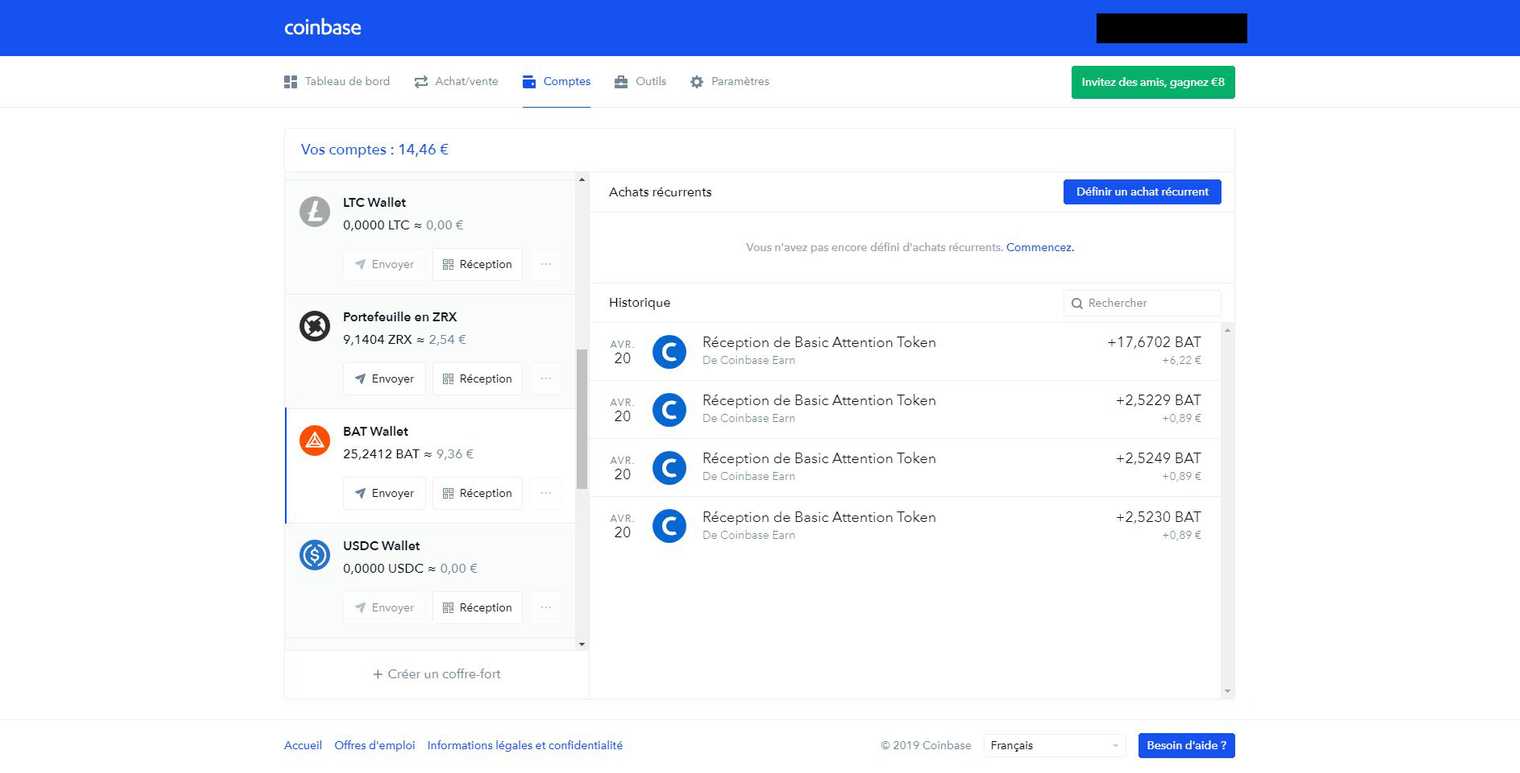 coinbase
Tableau de bord
Achat/vente
Comptes
Outils
Paramètres
Invitez des amis, gagnez €8
Vos comptes : 14,46 €
LTC Wallet
0,0000 LTC ≈ 0,00 €
Envoyer
Réception
...
Portefeuille en ZRX
9,1404 ZRX ≈ 2,54 €
Envoyer
Réception
...
BAT Wallet
25,2412 BAT ≈ 9,36 €
Envoyer
Réception
...
USDC Wallet
0,0000 USDC ≈ 0,00 €
Envoyer
Réception
...
+ Créer un coffre-fort
Achats récurrents
Définir un achat récurrent
Vous n'avez pas encore défini d'achats récurrents. Commencez.
Historique
Rechercher
AVR.
20
Réception de Basic Attention Token
De Coinbase Earn
+17,6702 BAT
+6,22 €
AVR.
20
Réception de Basic Attention Token
De Coinbase Earn
+2,5229 BAT
+0,89 €
AVR.
20
Réception de Basic Attention Token
De Coinbase Earn
+2,5249 BAT
+0,89 €
AVR.
20
Réception de Basic Attention Token
De Coinbase Earn
+2,5230 BAT
+0,89 €
Accueil
Offres d'emploi
Informations légales et confidentialité
© 2019 Coinbase
Français
Besoin d'aide ?